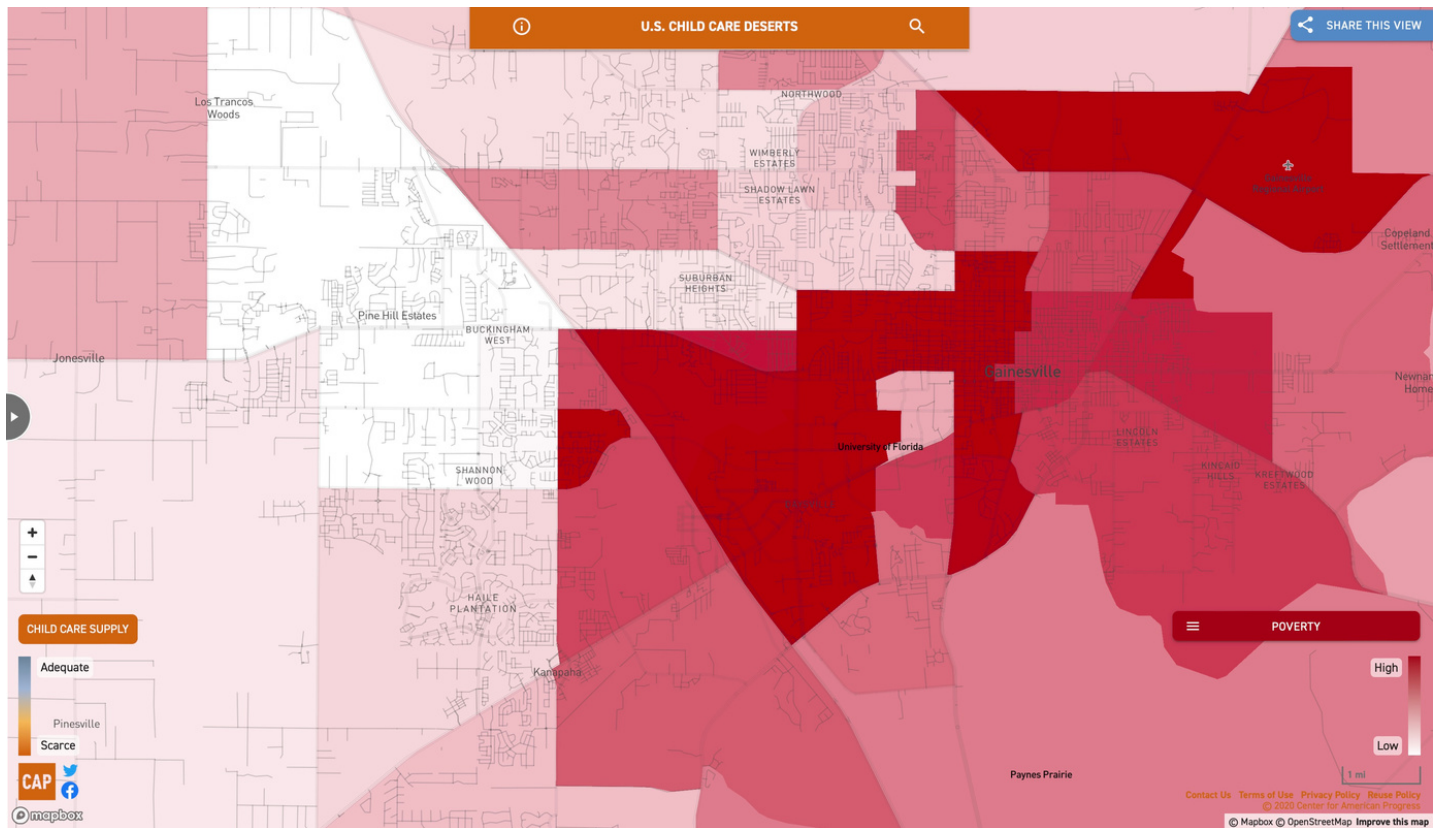 U.S. CHILD CARE DESERTS
SHARE THIS VIEW
Los Trancos
Woods
NORTHWOOD
WIMBERLY
ESTATES
SHADOW LAWN
ESTATES
Copeland
Settlement
SUBURBAN
HEIGHTS
Pine Hill Estates
BUCKINGHAM
WEST
Jonesville
Gainesville
Newnan
Home
University of Florida
LINCOLN
ESTATES
SHANNON
WOOD
KINCAID
HILLS
KREFTWOOD
ESTATES
HAILE
PLANTATION
CHILD CARE SUPPLY
POVERTY
Adequate
High
Kanapaha
Pinesville
Scarce
Low
CAP
Paynes Prairie
1 mi
Contact Us Terms of Use Privacy Policy Reuse Policy
© 2020 Center for American Progress
mapbox
© Mapbox © OpenStreetMap Improve this map